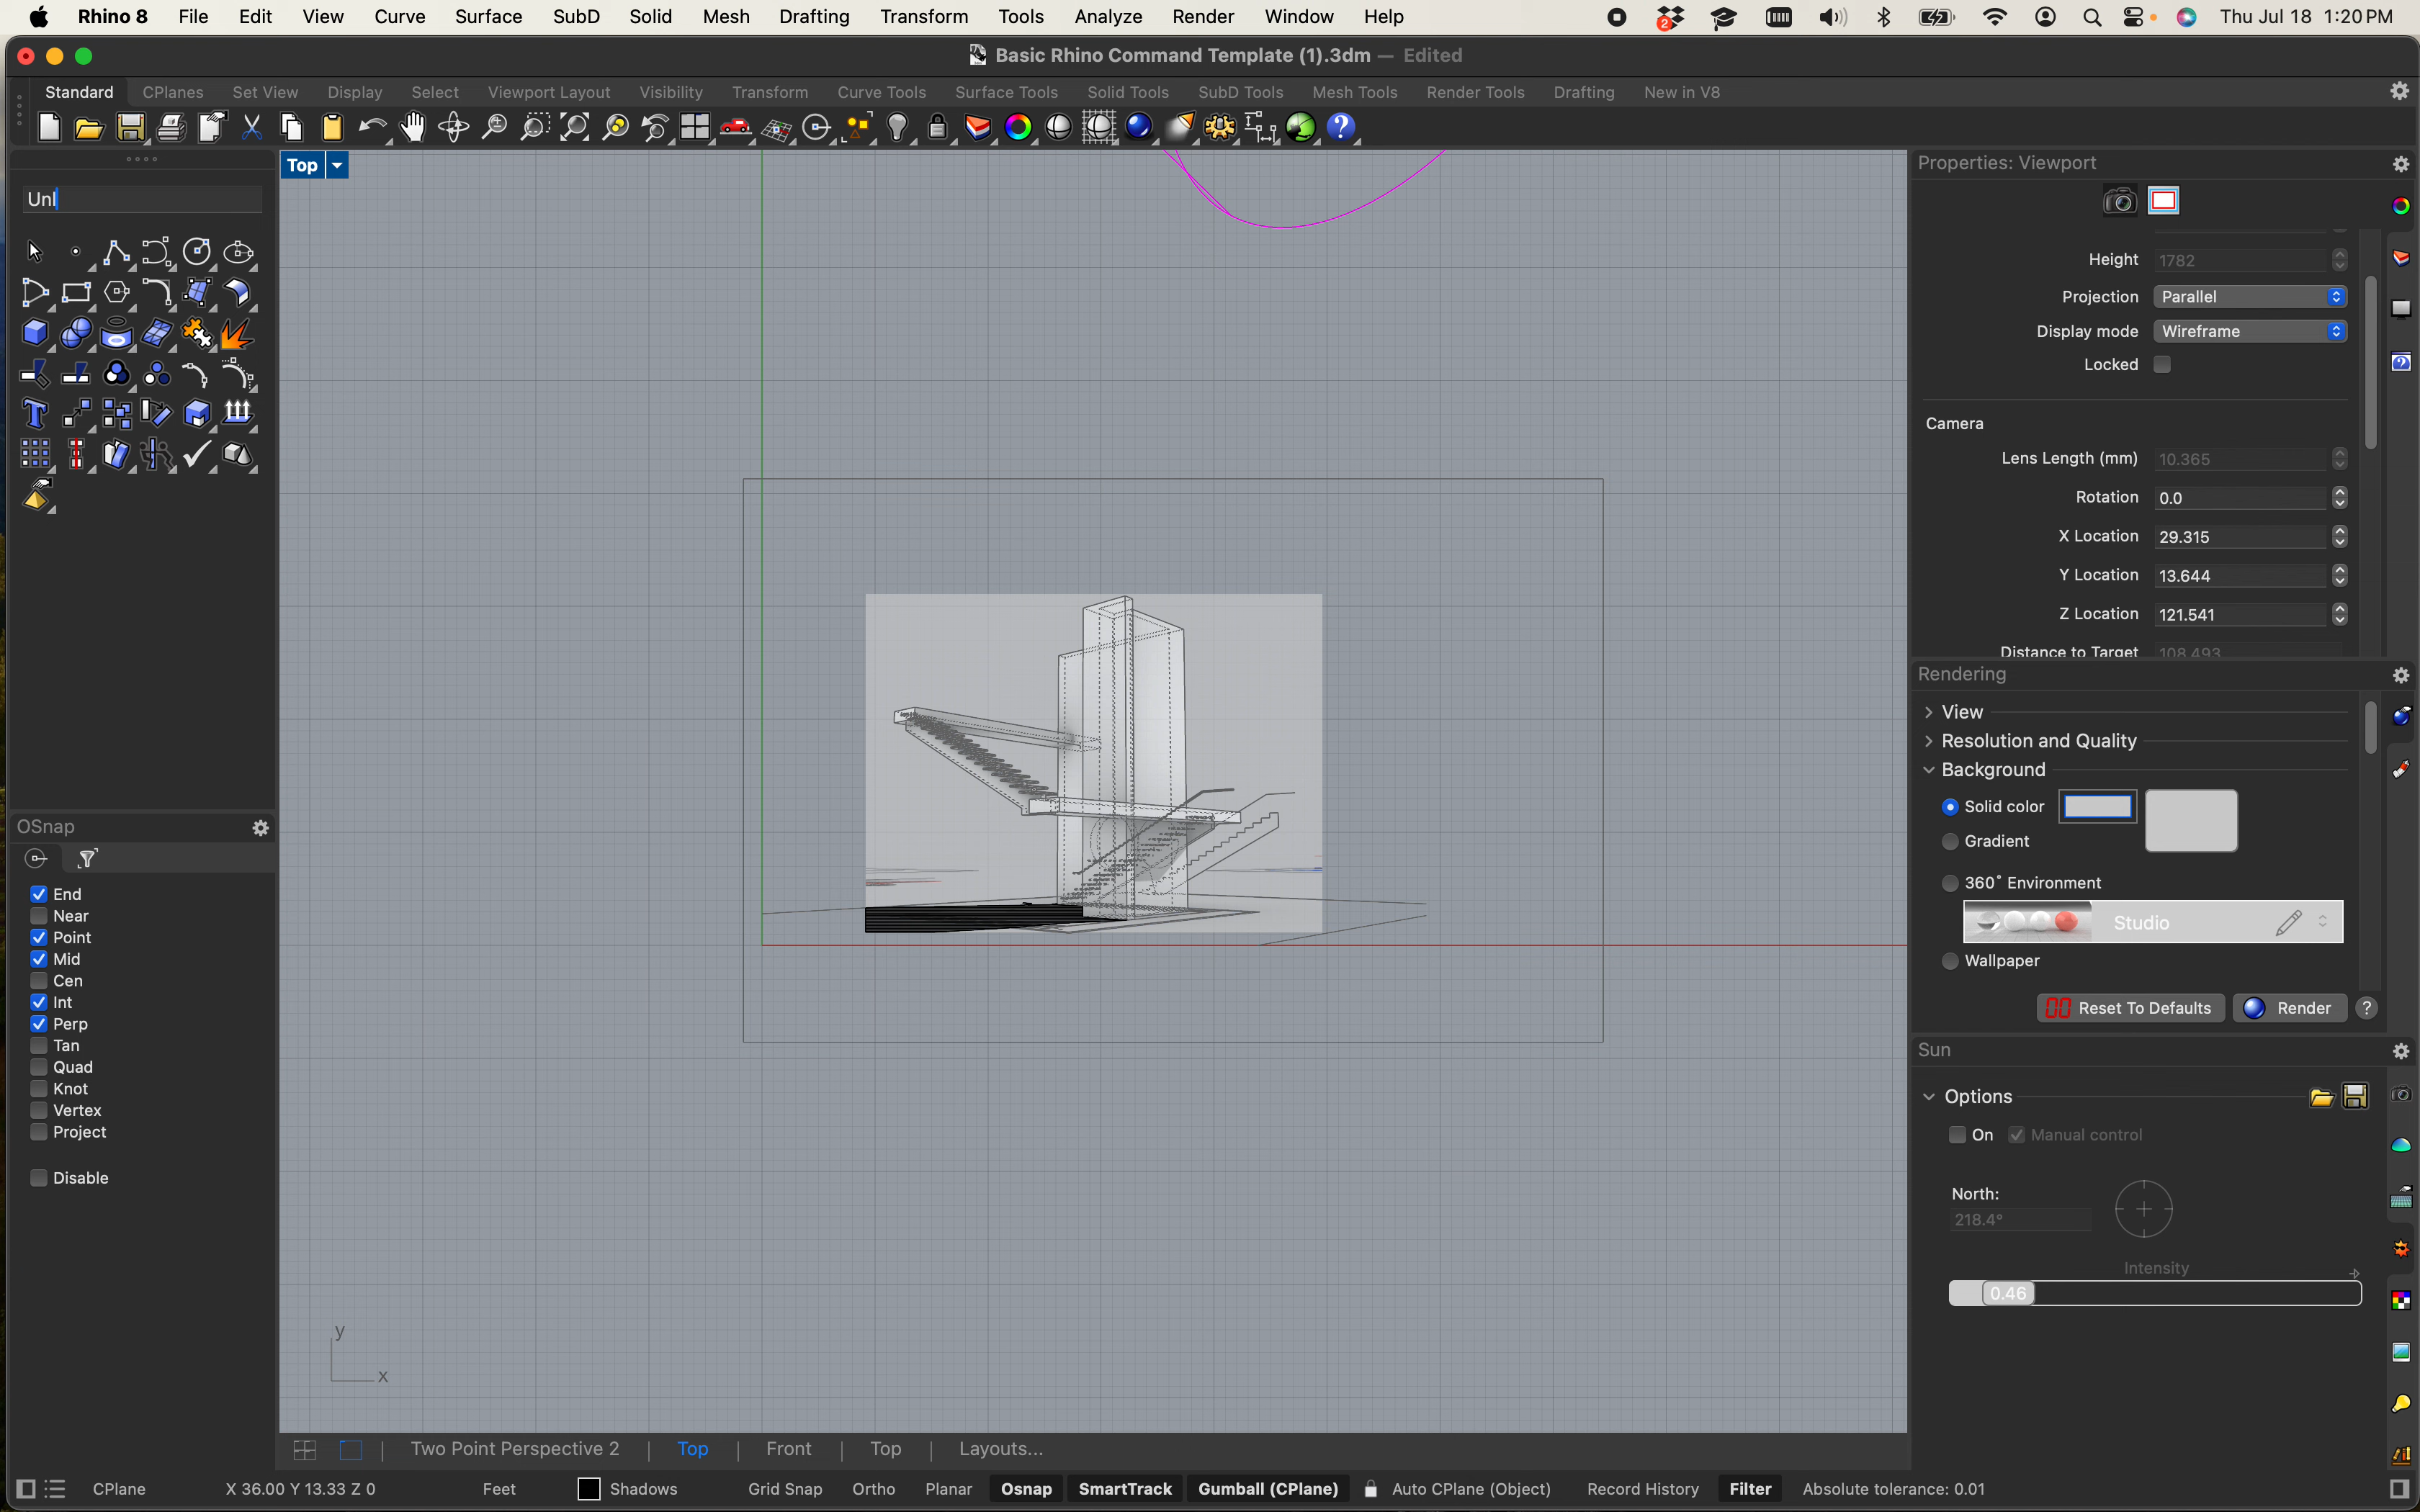 Rhino 8 File Edit View Curve Surface SubD Solid Mesh Drafting Transform Tools Analyze Render Window Help 2 Thu Jul 18 1:20 PM
Basic Rhino Command Template (1).3dm — Edited
Standard CPlanes Set View Display Select Viewport Layout Visibility Transform Curve Tools Surface Tools Solid Tools SubD Tools Mesh Tools Render Tools Drafting New in V8
Top
Unl
OSnap
End
Near
Point
Mid
Cen
Int
Perp
Tan
Quad
Knot
Vertex
Project
Disable
y
x
Properties: Viewport
Height 1782
Projection Parallel
Display mode Wireframe
Locked
Camera
Lens Length (mm) 10.365
Rotation 0.0
X Location 29.315
Y Location 13.644
Z Location 121.541
Distance to Target 108.493
Rendering
View
Resolution and Quality
Background
Solid color
Gradient
360° Environment
Studio
Wallpaper
Reset To Defaults Render ?
Sun
Options
On Manual control
North:
218.4°
Intensity
0.46
Two Point Perspective 2 | Top | Front | Top | Layouts...
CPlane X 36.00 Y 13.33 Z 0 Feet Shadows Grid Snap Ortho Planar Osnap SmartTrack Gumball (CPlane) Auto CPlane (Object) Record History Filter Absolute tolerance: 0.01